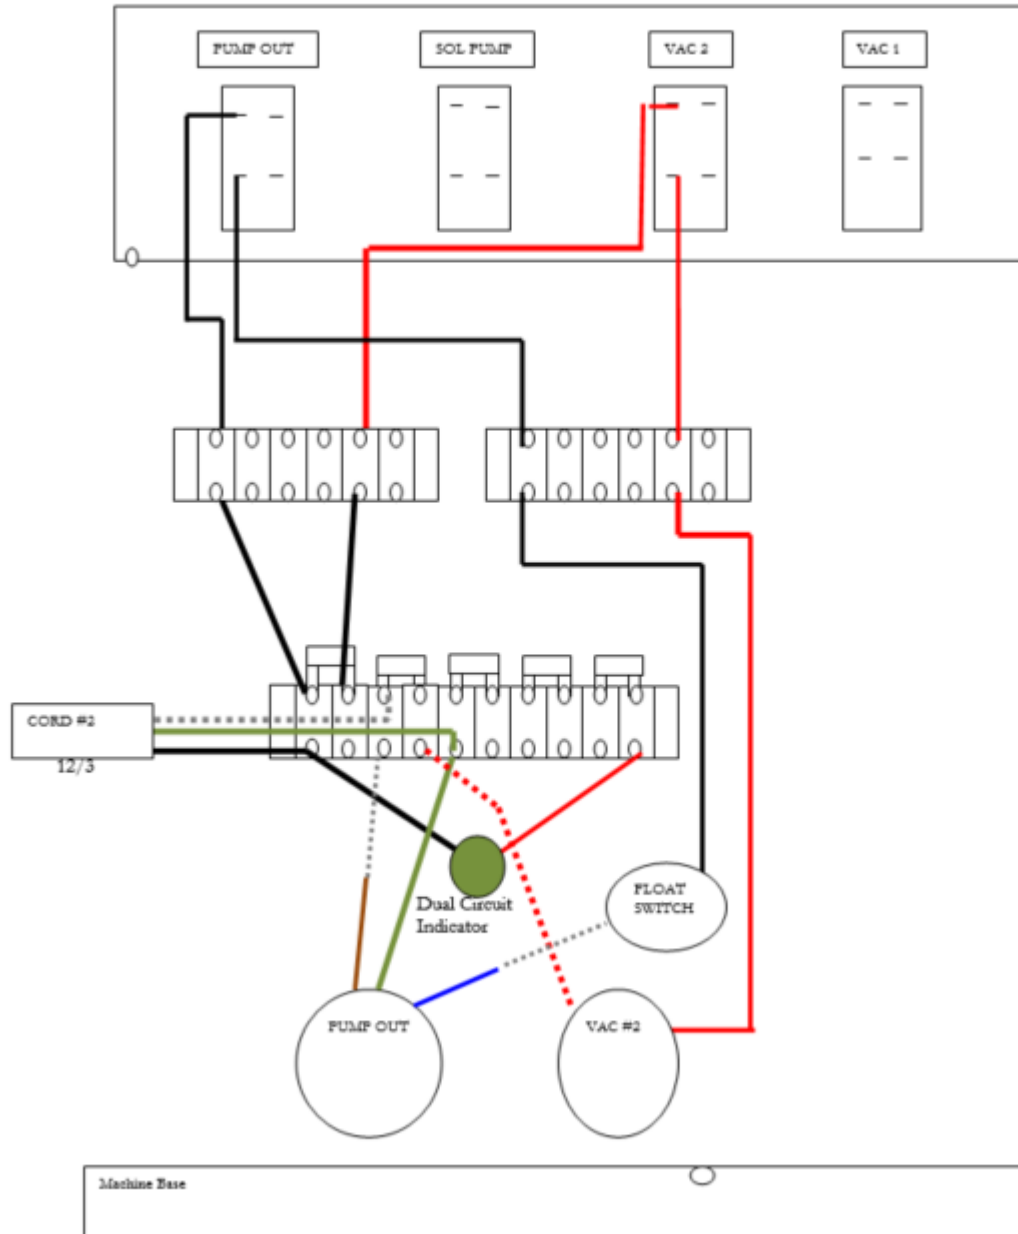 PUMP OUT
SOL PUMP
VAC 2
VAC 1
CORD #2
12/3
Dual Circuit
Indicator
FLOAT
SWITCH
PUMP OUT
VAC #2
Machine Base